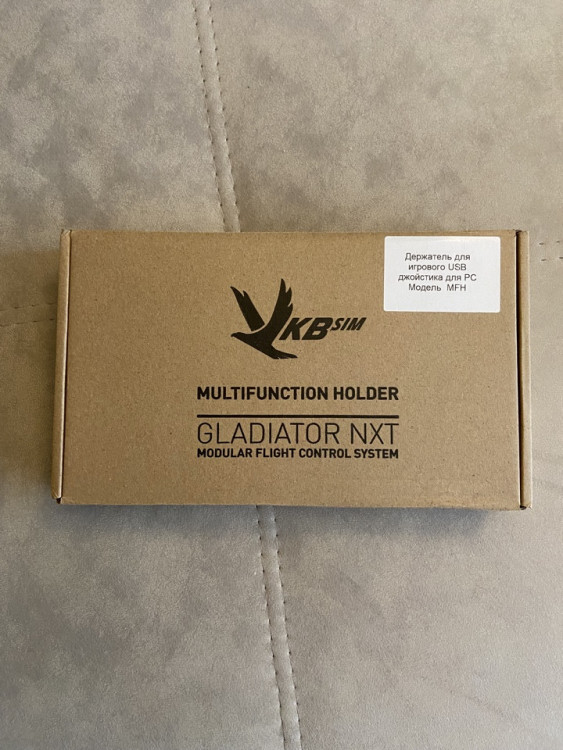 Держатель для
игрового USB
джойстика для PC
Модель MFH
VKBSIM
MULTIFUNCTION HOLDER
GLADIATOR NXT
MODULAR FLIGHT CONTROL SYSTEM